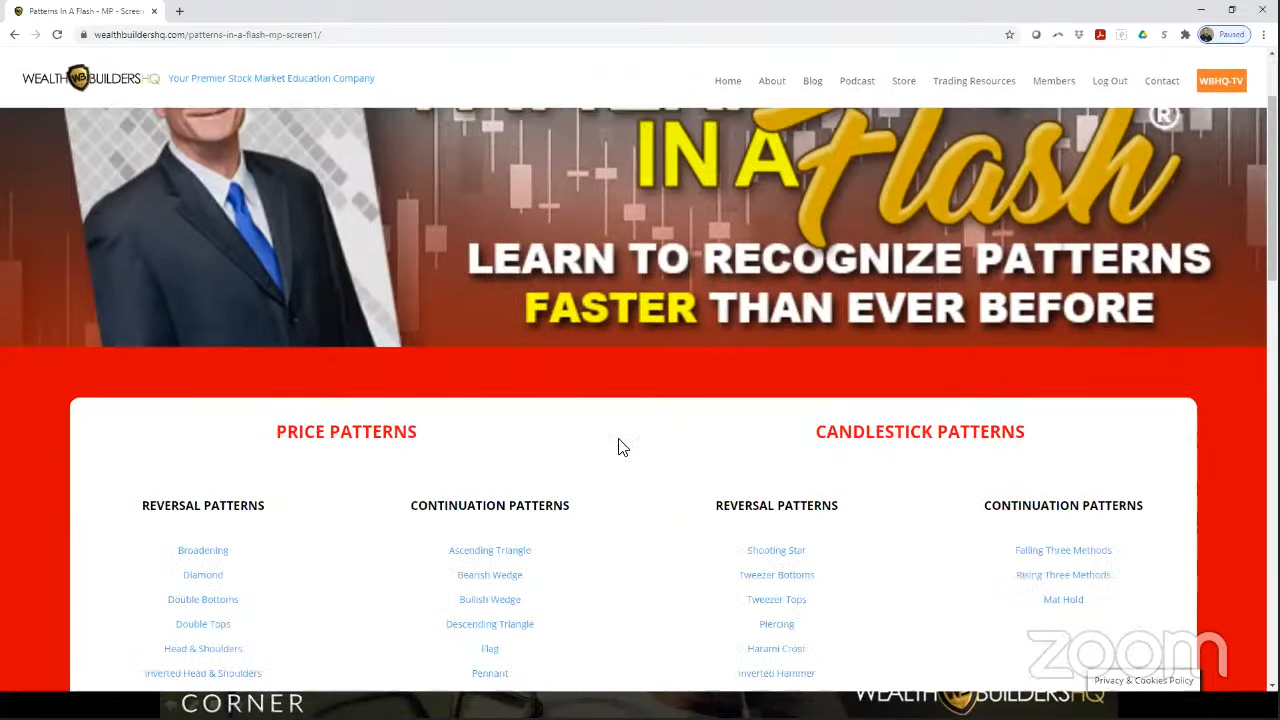 Patterns In A Flash - MP - Screen
wealthbuildershq.com/patterns-in-a-flash-mp-screen1/
Paused
WEALTH WB BUILDERSHQ
Your Premier Stock Market Education Company
Home
About
Blog
Podcast
Store
Trading Resources
Members
Log Out
Contact
WBHQ-TV
IN A Flash ®
LEARN TO RECOGNIZE PATTERNS
FASTER THAN EVER BEFORE
PRICE PATTERNS
CANDLESTICK PATTERNS
REVERSAL PATTERNS
CONTINUATION PATTERNS
REVERSAL PATTERNS
CONTINUATION PATTERNS
Broadening
Ascending Triangle
Shooting Star
Falling Three Methods
Diamond
Bearish Wedge
Tweezer Bottoms
Rising Three Methods
Double Bottoms
Bullish Wedge
Tweezer Tops
Mat Hold
Double Tops
Descending Triangle
Piercing
Head & Shoulders
Flag
Harami Cross
zoom
Inverted Head & Shoulders
Pennant
Inverted Hammer
Privacy & Cookies Policy
CORNER
WEALTH BUILDERSHQ